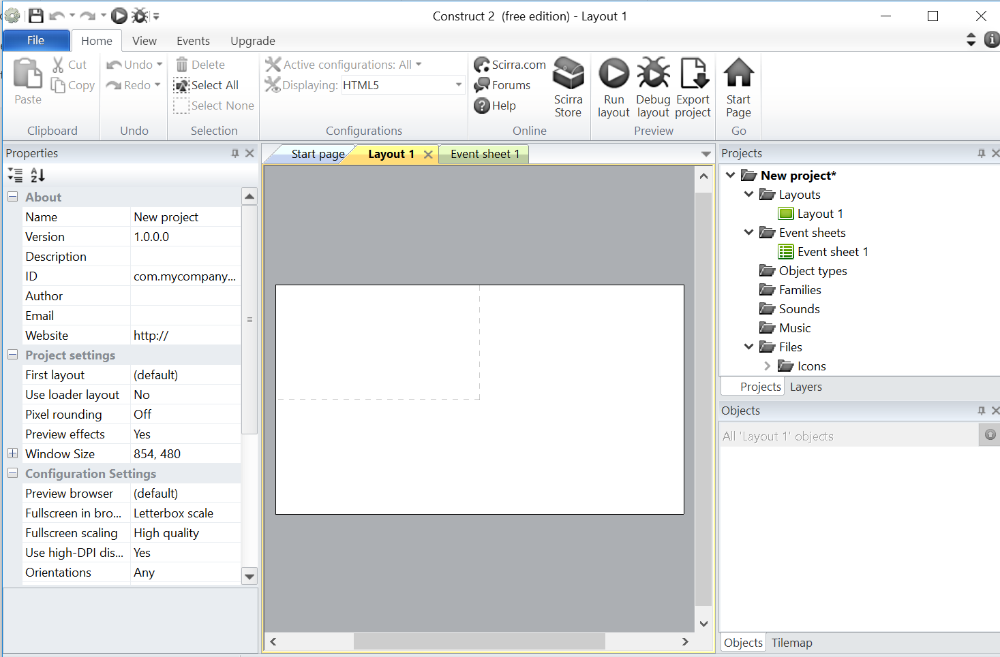 Construct 2  (free edition) - Layout 1
File Home View Events Upgrade
Paste
Cut
Copy
Clipboard
Undo
Redo
Undo
Delete
Select All
Select None
Selection
Active configurations: All
Displaying: HTML5
Configurations
Scirra.com
Forums
Help
Scirra
Store
Online
Run
layout
Debug
layout
Export
project
Preview
Start
Page
Go
Properties
About
Name New project
Version 1.0.0.0
Description
ID com.mycompany...
Author
Email
Website http://
Project settings
First layout (default)
Use loader layout No
Pixel rounding Off
Preview effects Yes
Window Size 854, 480
Configuration Settings
Preview browser (default)
Fullscreen in bro... Letterbox scale
Fullscreen scaling High quality
Use high-DPI dis... Yes
Orientations Any
Start page Layout 1 Event sheet 1
Projects
New project*
Layouts
Layout 1
Event sheets
Event sheet 1
Object types
Families
Sounds
Music
Files
Icons
Projects Layers
Objects
All 'Layout 1' objects
Objects Tilemap